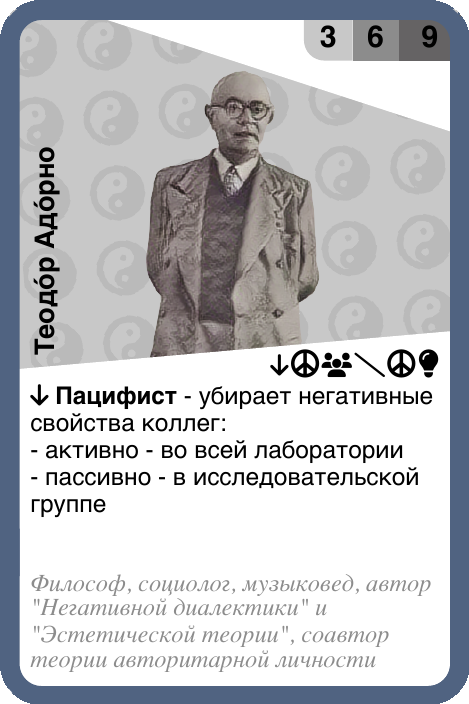 3 6 9
Теодо́р Адо́рно
Пацифист - убирает негативные
свойства коллег:
- активно - во всей лаборатории
- пассивно - в исследовательской
группе
Философ, социолог, музыковед, автор
"Негативной диалектики" и
"Эстетической теории", соавтор
теории авторитарной личности